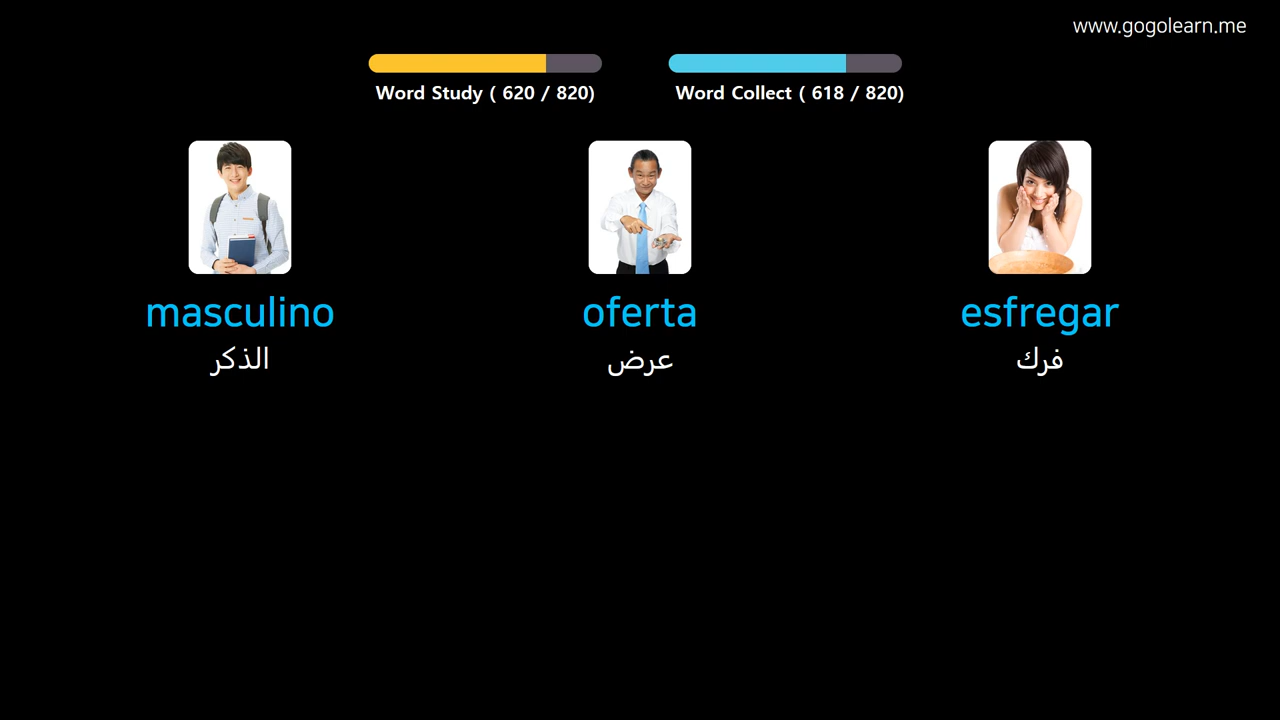 www.gogolearn.me
Word Study ( 620 / 820)
Word Collect ( 618 / 820)
masculino
الذكر
oferta
عرض
esfregar
فرك